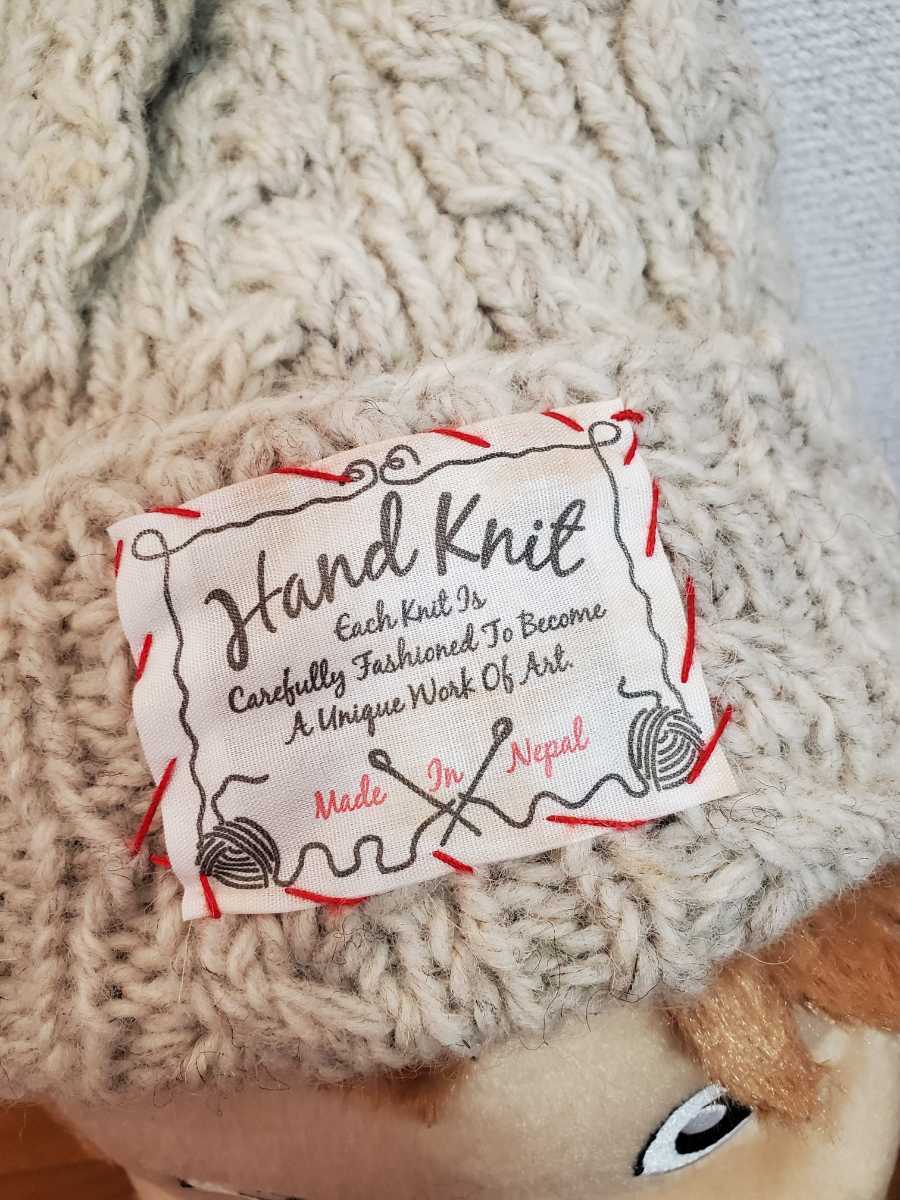 Hand Knit
Each Knit Is
Carefully Fashioned To Become
A Unique Work Of Art.
Made In Nepal